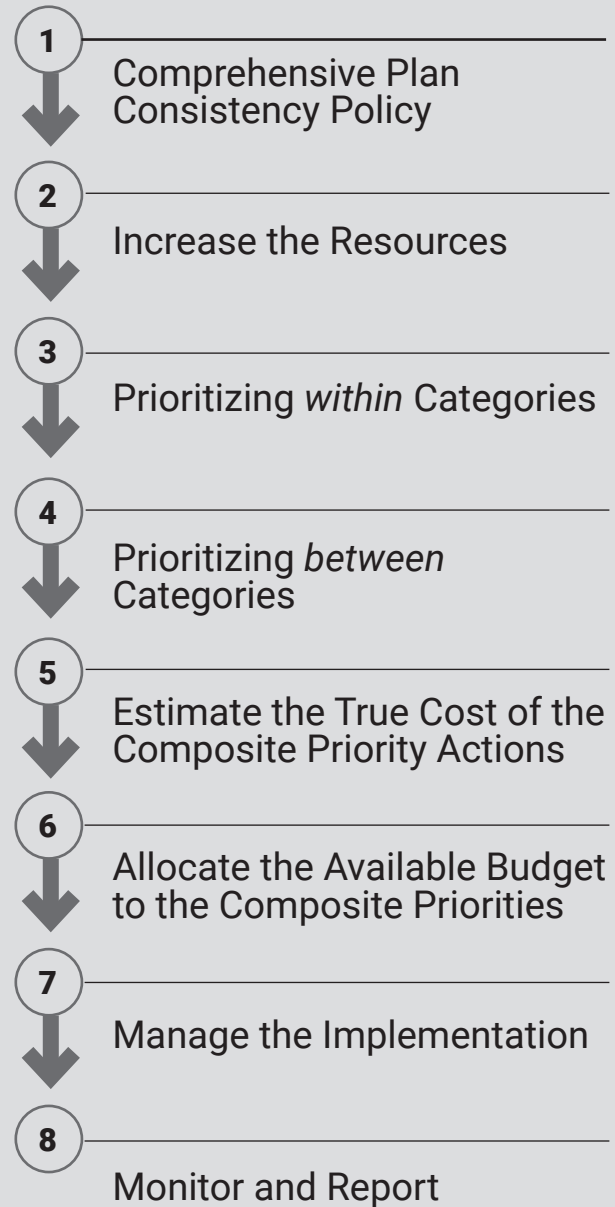 1
Comprehensive Plan
Consistency Policy
2
Increase the Resources
3
Prioritizing within Categories
4
Prioritizing between
Categories
5
Estimate the True Cost of the
Composite Priority Actions
6
Allocate the Available Budget
to the Composite Priorities
7
Manage the Implementation
8
Monitor and Report